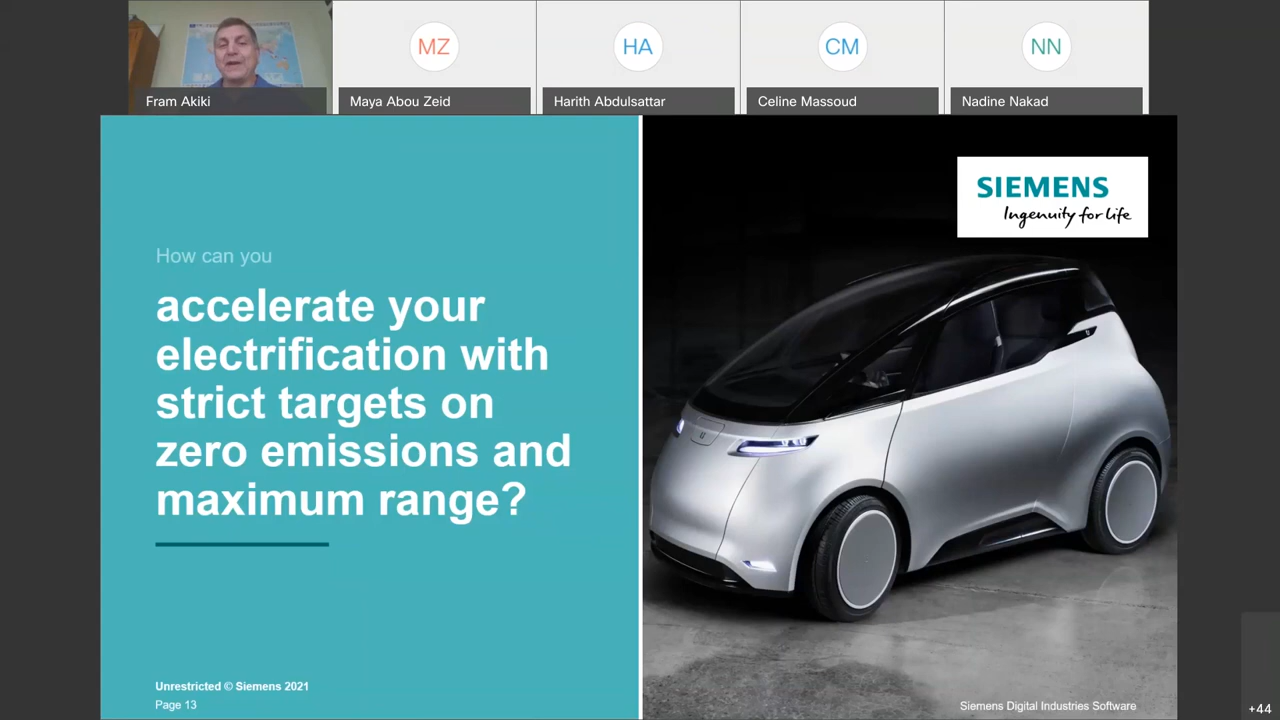 MZ
HA
CM
NN
Fram Akiki
Maya Abou Zeid
Harith Abdulsattar
Celine Massoud
Nadine Nakad
SIEMENS
Ingenuity for life
How can you
accelerate your
electrification with
strict targets on
zero emissions and
maximum range?
Unrestricted © Siemens 2021
Page 13
Siemens Digital Industries Software
+44